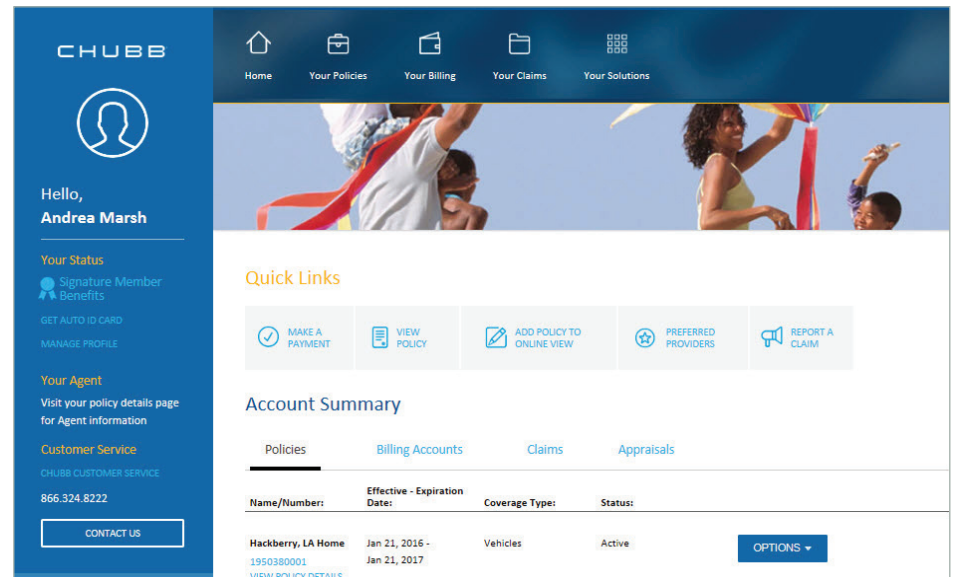 CHUBB
Hello,
Andrea Marsh
Your Status
Signature Member
Benefits
GET AUTO ID CARD
MANAGE PROFILE
Your Agent
Visit your policy details page
for Agent information
Customer Service
CHUBB CUSTOMER SERVICE
866.324.8222
CONTACT US
Home
Your Policies
Your Billing
Your Claims
Your Solutions
Quick Links
MAKE A
PAYMENT
VIEW
POLICY
ADD POLICY TO
ONLINE VIEW
PREFERRED
PROVIDERS
REPORT A
CLAIM
Account Summary
Policies
Billing Accounts
Claims
Appraisals
Name/Number:
Effective - Expiration
Date:
Coverage Type:
Status:
Hackberry, LA Home
1950380001
VIEW POLICY DETAILS
Jan 21, 2016 -
Jan 21, 2017
Vehicles
Active
OPTIONS